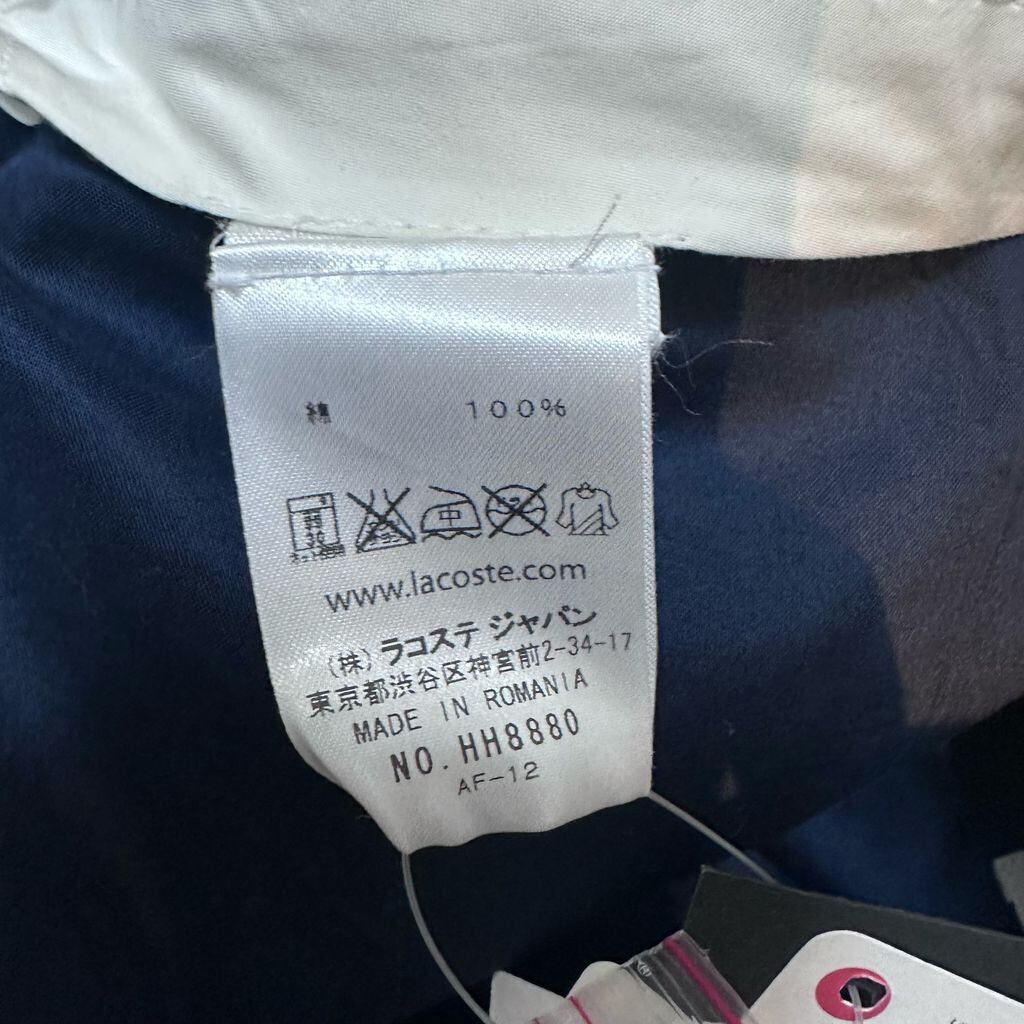 綿 100%
中
www.lacoste.com
(株)ラコステ ジャパン
東京都渋谷区神宮前2-34-17
MADE IN ROMANIA
NO.HH8880
AF-12